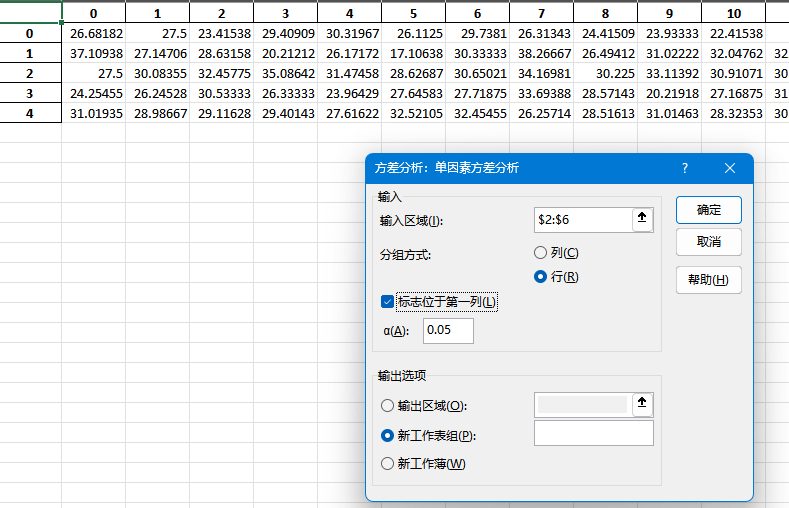 0 1 2 3 4 5 6 7 8 9 10
0 26.68182 27.5 23.41538 29.40909 30.31967 26.1125 29.7381 26.31343 24.41509 23.93333 22.41538
1 37.10938 27.14706 28.63158 20.21212 26.17172 17.10638 30.33333 38.26667 26.49412 31.02222 32.04762 32
2 27.5 30.08355 32.45775 35.08642 31.47458 28.62687 30.65021 34.16981 30.225 33.11392 30.91071 30
3 24.25455 26.24528 30.53333 26.33333 23.96429 27.64583 27.71875 33.69388 28.57143 20.21918 27.16875 31
4 31.01935 28.98667 29.11628 29.40143 27.61622 32.52105 32.45455 26.25714 28.51613 31.01463 28.32353 30
方差分析：单因素方差分析 ?
输入
输入区域(I): $2:$6
分组方式: 列(C)
行(R)
标志位于第一列(L)
α(A): 0.05
输出选项
输出区域(O):
新工作表组(P):
新工作薄(W)
确定
取消
帮助(H)